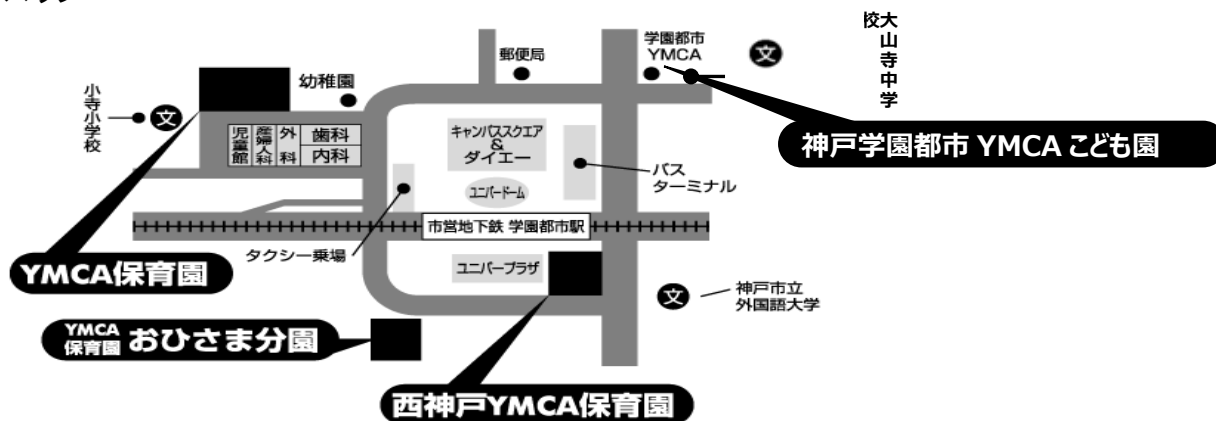 学園都市
YMCA
文
大山寺中学校
郵便局
幼稚園
小寺小学校
文
児童館
産婦人科
外科
歯科
内科
キャンパススクエア
&
ダイエー
バス
ターミナル
神戸学園都市 YMCA こども園
ユニバードーム
市営地下鉄 学園都市駅
タクシー乗場
YMCA保育園
ユニバープラザ
文
神戸市立
外国語大学
YMCA
保育園 おひさま分園
西神戸YMCA保育園